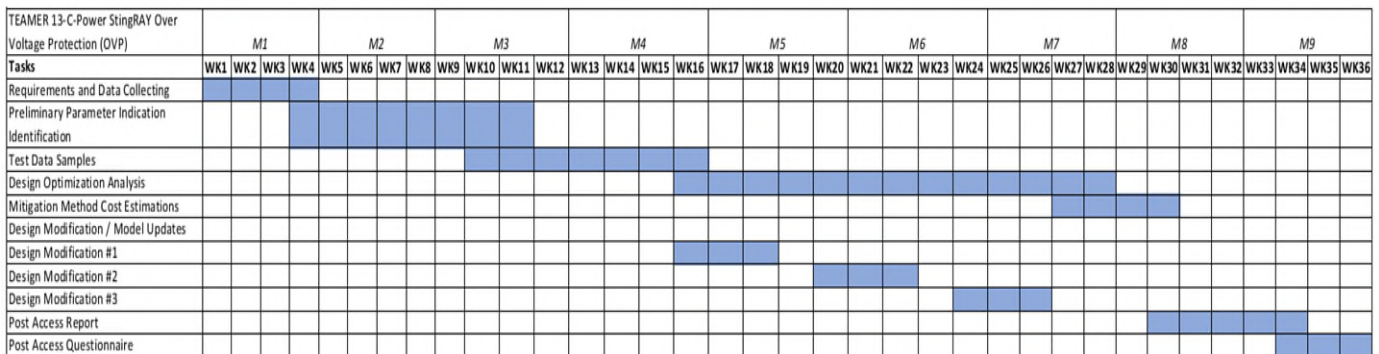 TEAMER 13-C-Power StingRAY Over
Voltage Protection (OVP) M1 M2 M3 M4 M5 M6 M7 M8 M9
Tasks WK1 WK2 WK3 WK4 WK5 WK6 WK7 WK8 WK9 WK10 WK11 WK12 WK13 WK14 WK15 WK16 WK17 WK18 WK19 WK20 WK21 WK22 WK23 WK24 WK25 WK26 WK27 WK28 WK29 WK30 WK31 WK32 WK33 WK34 WK35 WK36
Requirements and Data Collecting
Preliminary Parameter Indication
Identification
Test Data Samples
Design Optimization Analysis
Mitigation Method Cost Estimations
Design Modification / Model Updates
Design Modification #1
Design Modification #2
Design Modification #3
Post Access Report
Post Access Questionnaire